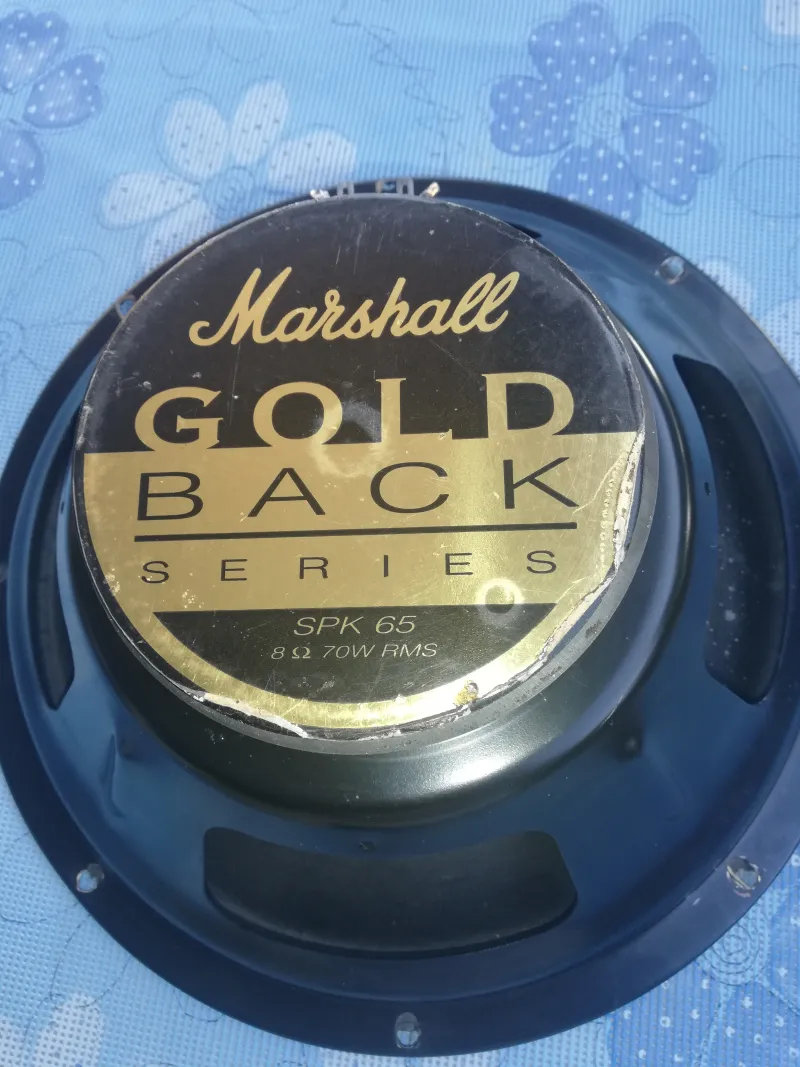 Marshall
GOLD
BACK
SERIES
SPK 65
8 Ω 70W RMS